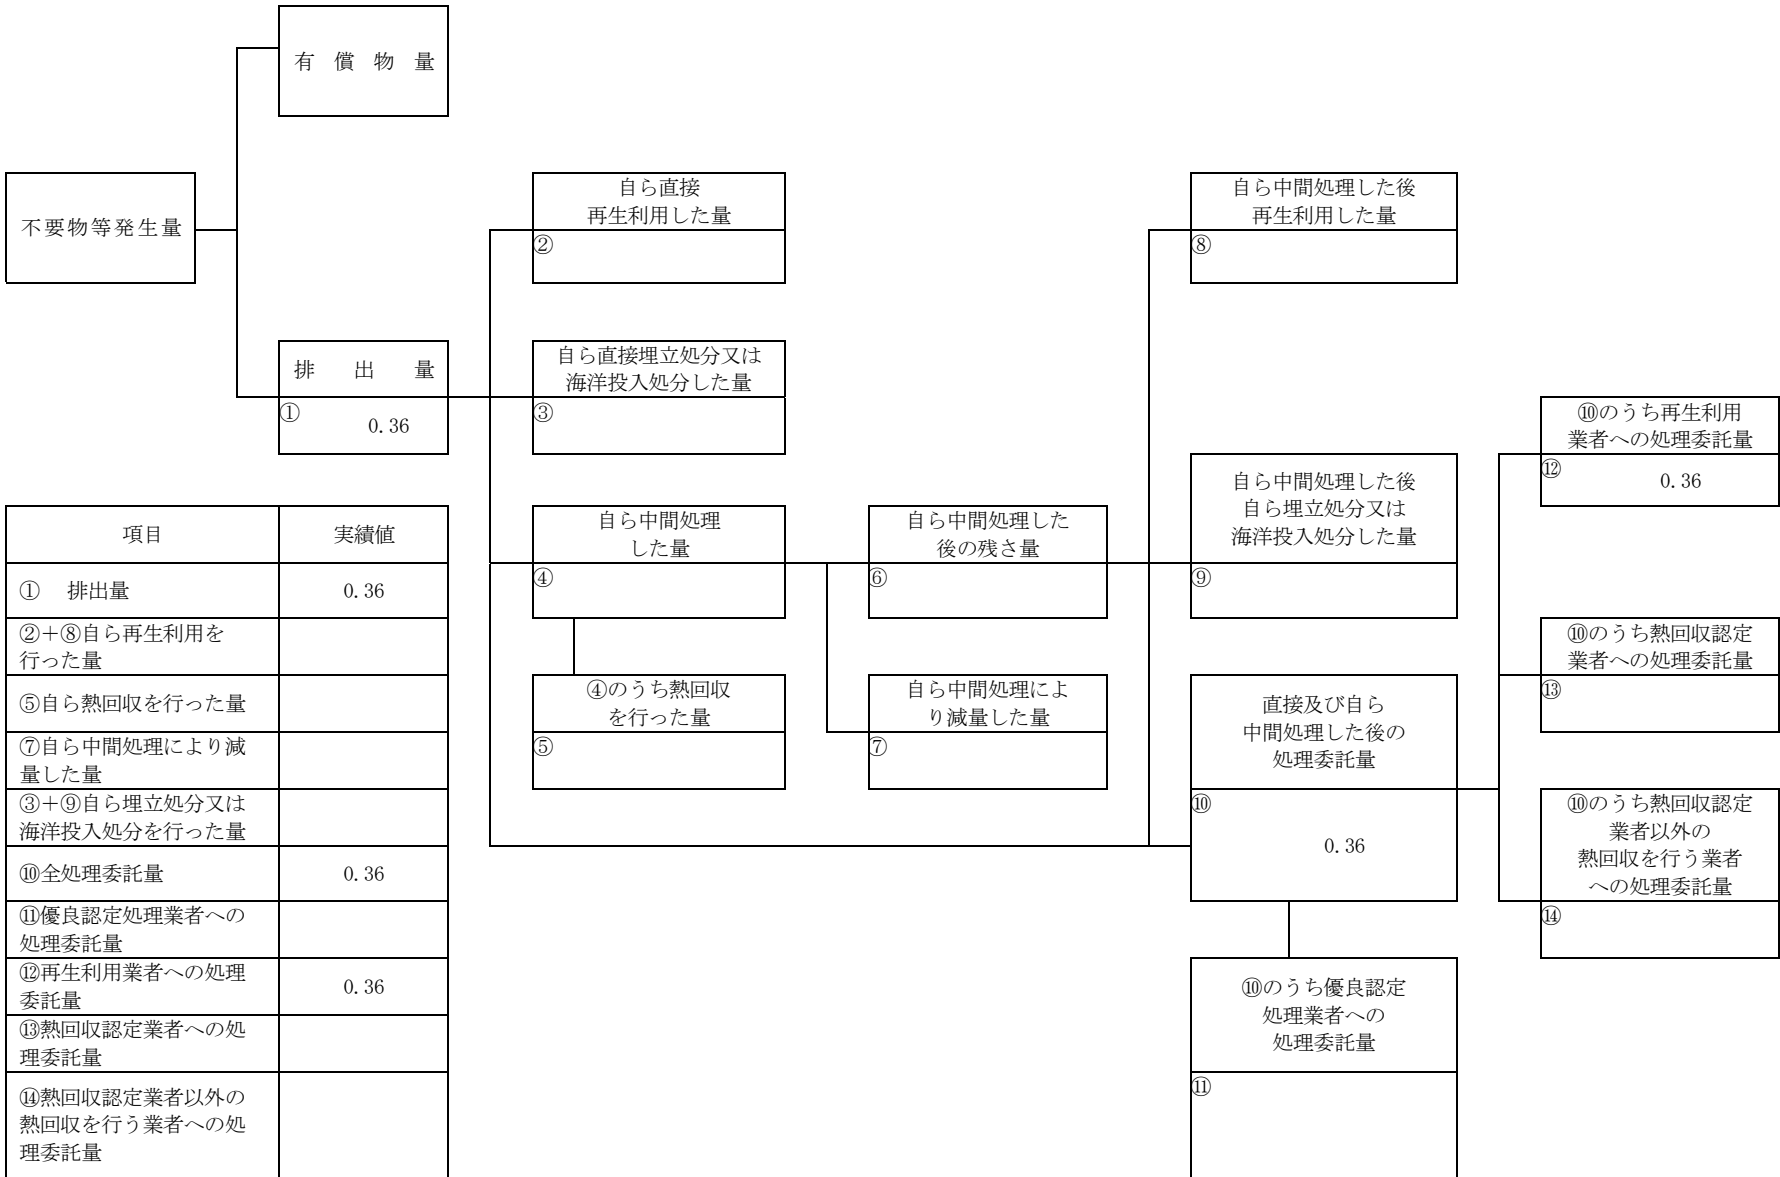 有 償 物 量
不要物等発生量
自ら直接
再生利用した量
②
自ら中間処理した後
再生利用した量
⑧
排 出 量
①
0.36
自ら直接埋立処分又は
海洋投入処分した量
③
⑩のうち再生利用
業者への処理委託量
⑫
0.36
自ら中間処理
した量
④
自ら中間処理した
後の残さ量
⑥
自ら中間処理した後
自ら埋立処分又は
海洋投入処分した量
⑨
⑩のうち熱回収認定
業者への処理委託量
⑬
④のうち熱回収
を行った量
⑤
自ら中間処理によ
り減量した量
⑦
直接及び自ら
中間処理した後の
処理委託量
⑩
0.36
⑩のうち熱回収認定
業者以外の
熱回収を行う業者
への処理委託量
⑭
⑩のうち優良認定
処理業者への
処理委託量
⑪
項目 実績値
① 排出量 0.36
②＋⑧自ら再生利用を
行った量
⑤自ら熱回収を行った量
⑦自ら中間処理により減
量した量
③＋⑨自ら埋立処分又は
海洋投入処分を行った量
⑩全処理委託量 0.36
⑪優良認定処理業者への
処理委託量
⑫再生利用業者への処理
委託量 0.36
⑬熱回収認定業者への処
理委託量
⑭熱回収認定業者以外の
熱回収を行う業者への処
理委託量